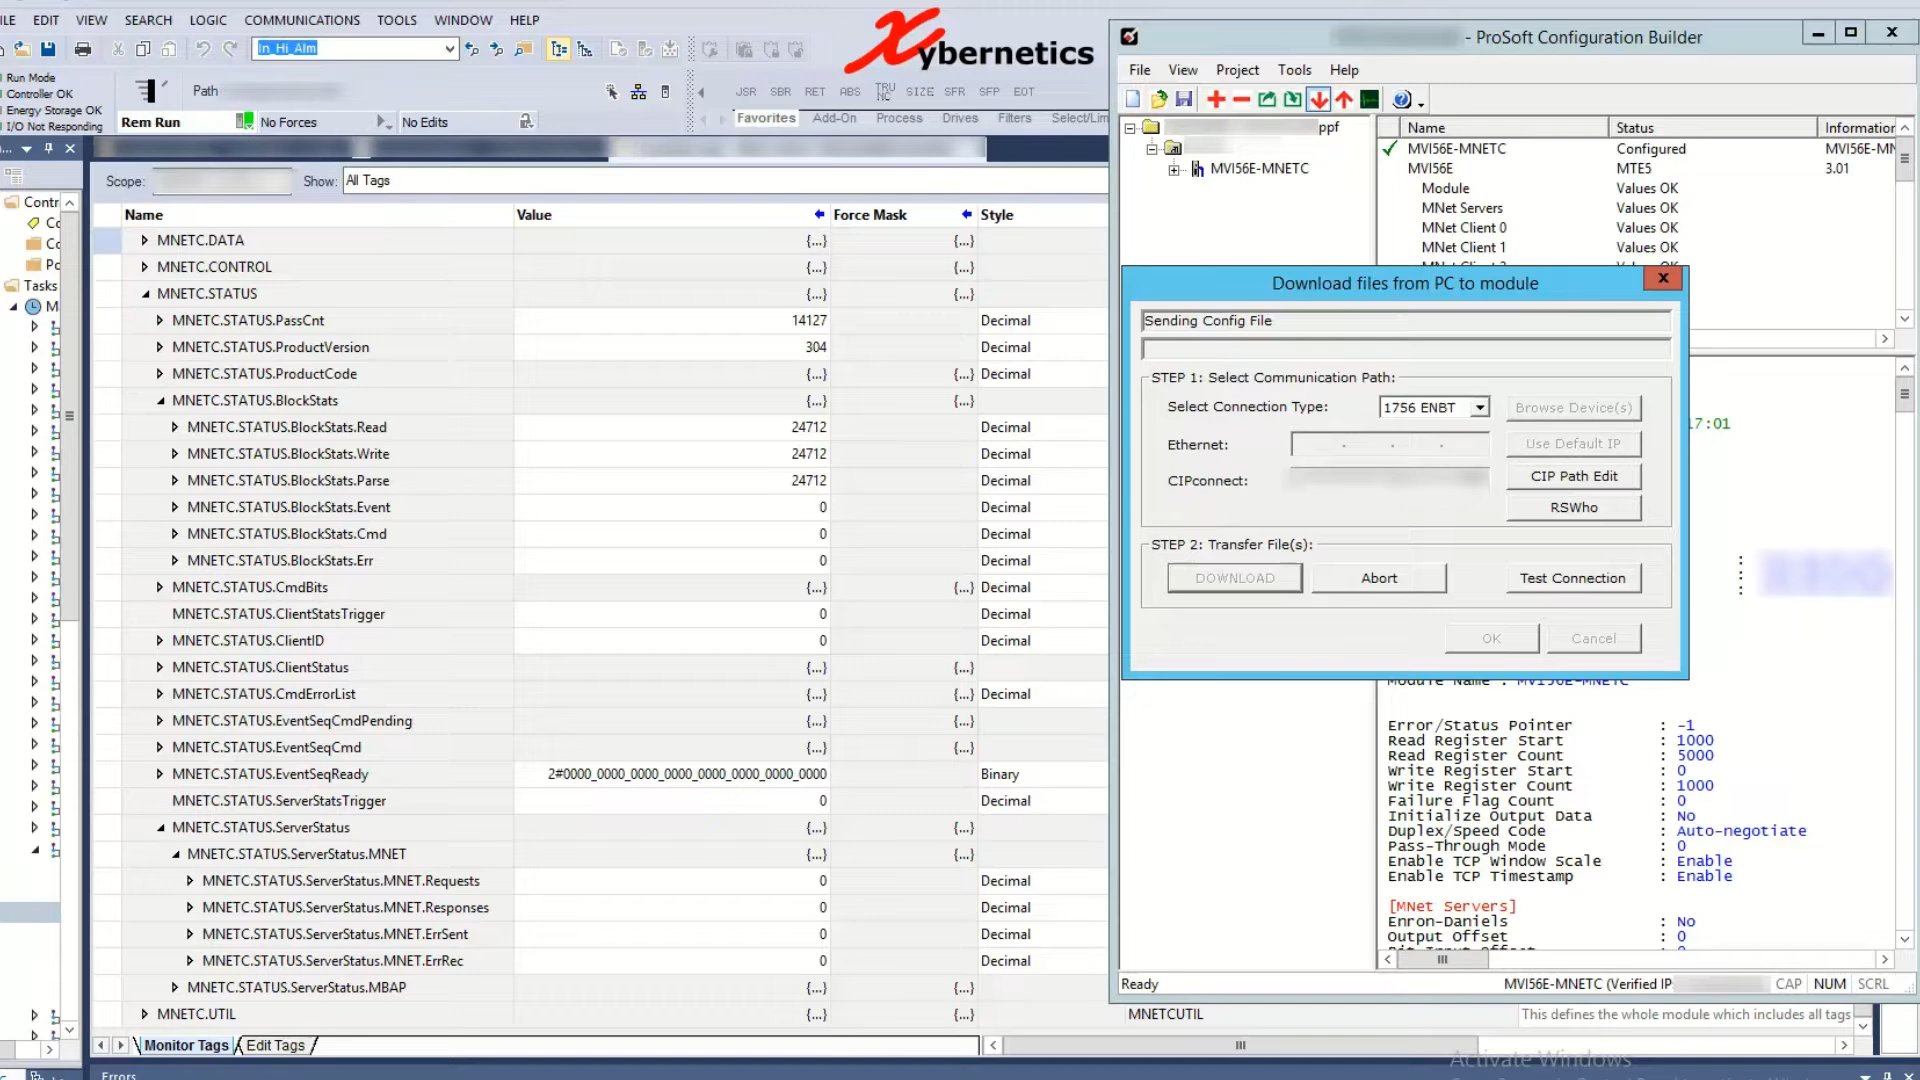 ILE EDIT VIEW SEARCH LOGIC COMMUNICATIONS TOOLS WINDOW HELP
In_Hi_Alm
Xybernetics
Run Mode
Controller OK
Energy Storage OK
I/O Not Responding
Path
Rem Run No Forces No Edits
JSR SBR RET ABS TRUNC SIZE SFR SFP EOT
Favorites Add-On Process Drives Filters Select/Lim
Scope: Show: All Tags
Name Value Force Mask Style
MNETC.DATA {...} {...}
MNETC.CONTROL {...} {...}
MNETC.STATUS {...} {...}
MNETC.STATUS.PassCnt 14127 Decimal
MNETC.STATUS.ProductVersion 304 Decimal
MNETC.STATUS.ProductCode {...} {...} Decimal
MNETC.STATUS.BlockStats {...} {...}
MNETC.STATUS.BlockStats.Read 24712 Decimal
MNETC.STATUS.BlockStats.Write 24712 Decimal
MNETC.STATUS.BlockStats.Parse 24712 Decimal
MNETC.STATUS.BlockStats.Event 0 Decimal
MNETC.STATUS.BlockStats.Cmd 0 Decimal
MNETC.STATUS.BlockStats.Err 0 Decimal
MNETC.STATUS.CmdBits {...} {...} Decimal
MNETC.STATUS.ClientStatsTrigger 0 Decimal
MNETC.STATUS.ClientID 0 Decimal
MNETC.STATUS.ClientStatus {...} {...}
MNETC.STATUS.CmdErrorList {...} {...} Decimal
MNETC.STATUS.EventSeqCmdPending {...} {...}
MNETC.STATUS.EventSeqCmd {...} {...}
MNETC.STATUS.EventSeqReady 2#0000_0000_0000_0000_0000_0000_0000_0000 Binary
MNETC.STATUS.ServerStatsTrigger 0 Decimal
MNETC.STATUS.ServerStatus {...} {...}
MNETC.STATUS.ServerStatus.MNET {...} {...}
MNETC.STATUS.ServerStatus.MNET.Requests 0 Decimal
MNETC.STATUS.ServerStatus.MNET.Responses 0 Decimal
MNETC.STATUS.ServerStatus.MNET.ErrSent 0 Decimal
MNETC.STATUS.ServerStatus.MNET.ErrRec 0 Decimal
MNETC.STATUS.ServerStatus.MBAP {...} {...}
MNETC.UTIL {...} {...} MNETCUTIL This defines the whole module which includes all tags
Monitor Tags Edit Tags
Errors
Contr
Co
Co
Po
Tasks
M
- ProSoft Configuration Builder
File View Project Tools Help
ppf
MVI56E-MNETC
Name Status Information
MVI56E-MNETC Configured MVI56E-MN
MVI56E MTE5 3.01
Module Values OK
MNet Servers Values OK
MNet Client 0 Values OK
MNet Client 1 Values OK
Download files from PC to module
Sending Config File
STEP 1: Select Communication Path:
Select Connection Type: 1756 ENBT Browse Device(s)
Ethernet: . . . Use Default IP
CIPconnect: CIP Path Edit
RSWho
STEP 2: Transfer File(s):
DOWNLOAD Abort Test Connection
OK Cancel
7:01
Module Name : MVI56E-MNETC
Error/Status Pointer : -1
Read Register Start : 1000
Read Register Count : 5000
Write Register Start : 0
Write Register Count : 1000
Failure Flag Count : 0
Initialize Output Data : No
Duplex/Speed Code : Auto-negotiate
Pass-Through Mode : 0
Enable TCP Window Scale : Enable
Enable TCP Timestamp : Enable
[MNet Servers]
Enron-Daniels : No
Output Offset : 0
Ready MVI56E-MNETC (Verified IP CAP NUM SCRL
Activate Windows